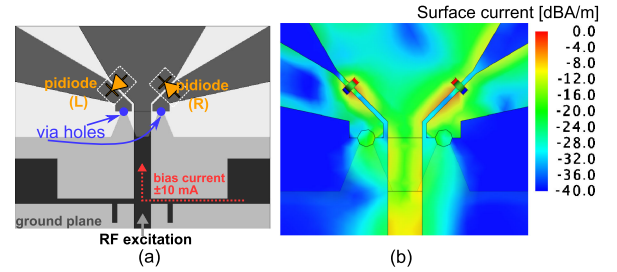 Surface current [dBA/m]
pidiode
(L)
pidiode
(R)
via holes
bias current
±10 mA
ground plane
RF excitation
(a)
0.0
-4.0
-8.0
-12.0
-16.0
-20.0
-24.0
-28.0
-32.0
-36.0
-40.0
(b)